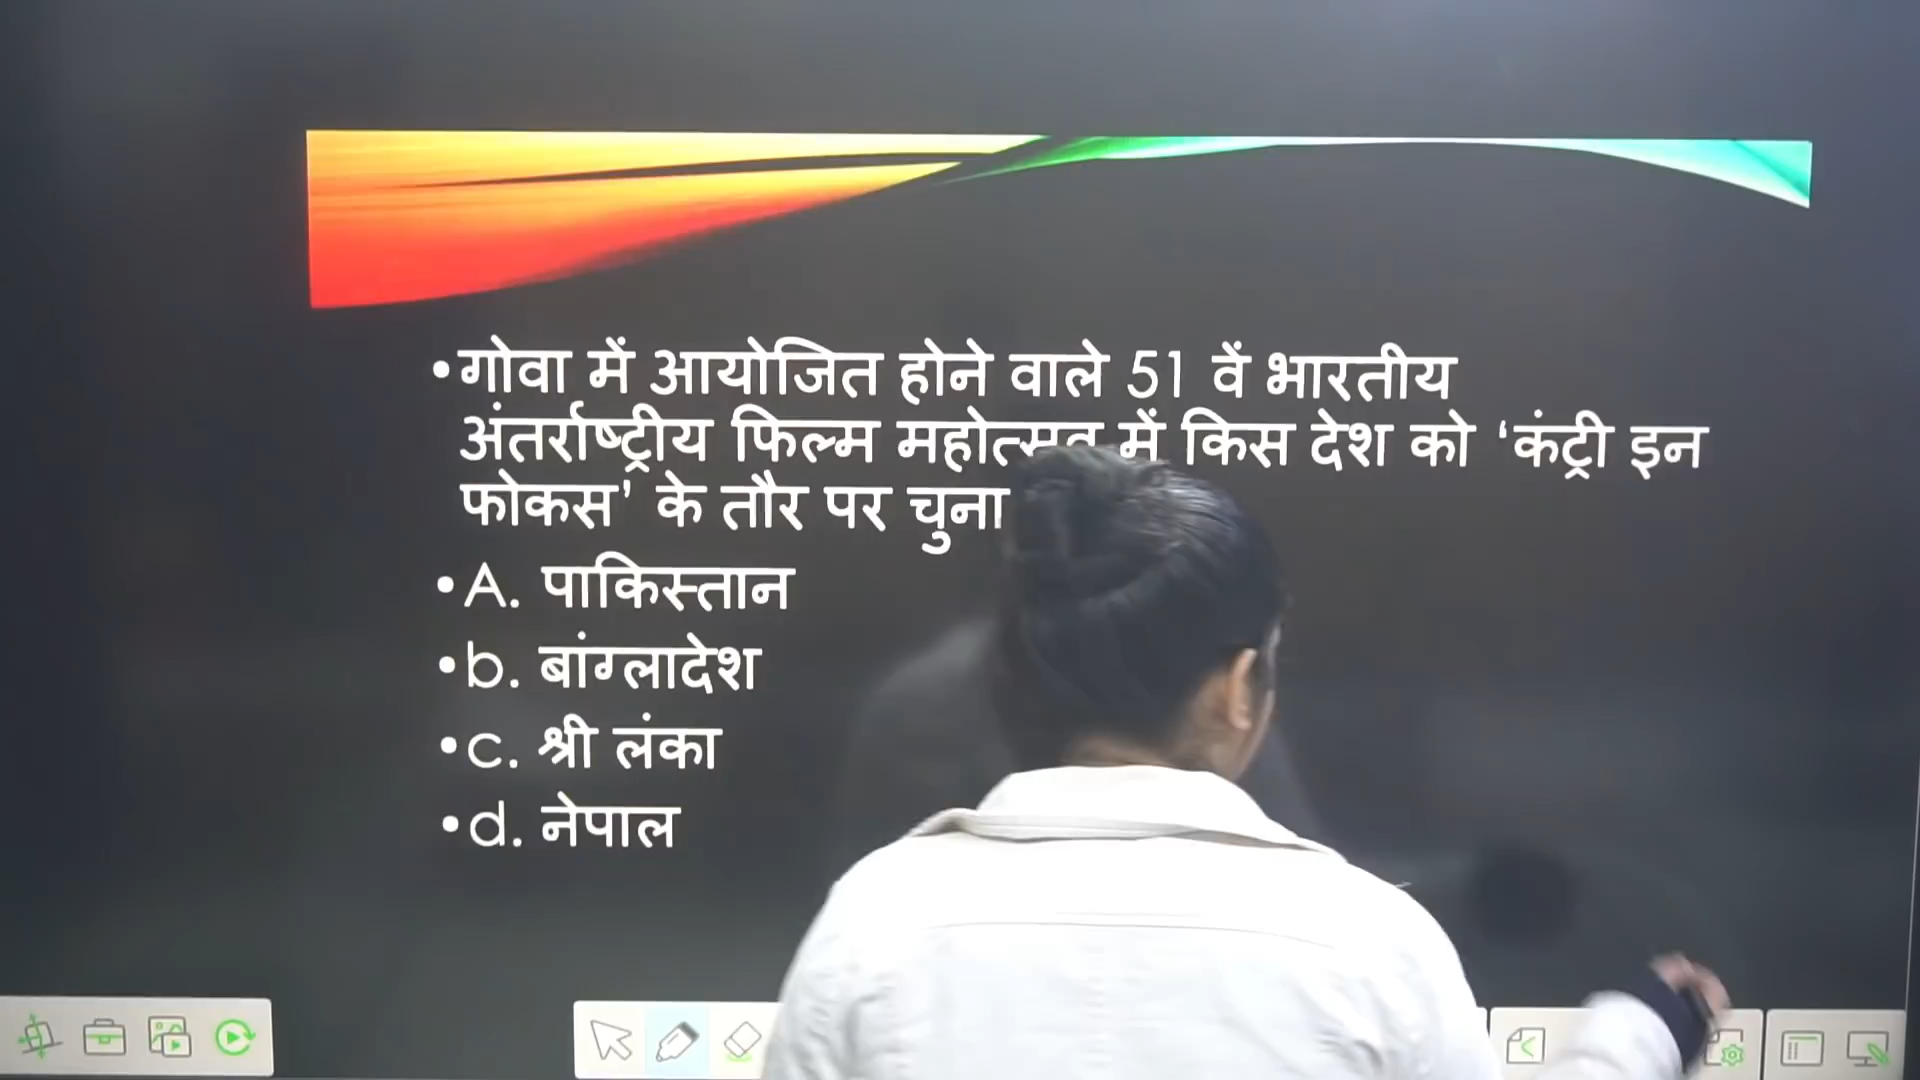 •गोवा में आयोजित होने वाले 51 वें भारतीय
अंतर्राष्ट्रीय फिल्म महोत्सव में किस देश को ‘कंट्री इन
फोकस’ के तौर पर चुना
•A. पाकिस्तान
•b. बांग्लादेश
•c. श्री लंका
•d. नेपाल